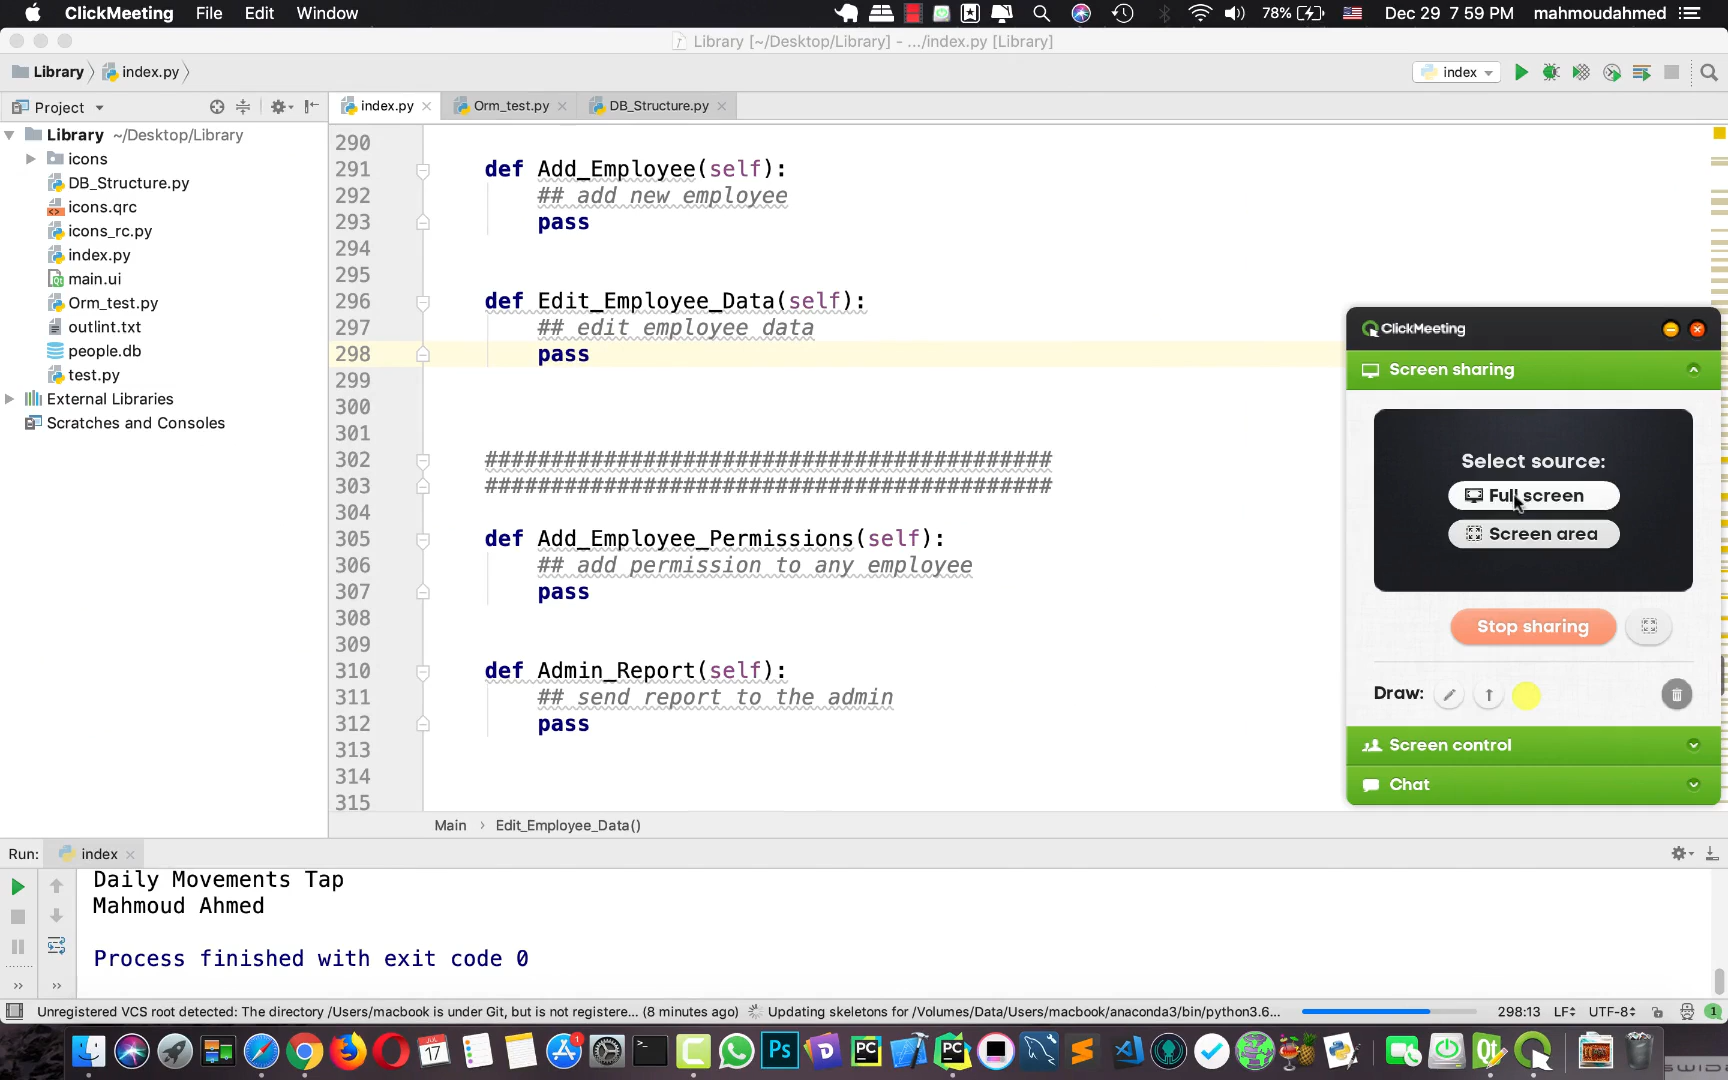 ClickMeeting File Edit Window 78% Dec 29 7 59 PM mahmoudahmed
Library [~/Desktop/Library] - .../index.py [Library]
Library index.py index
Project index.py Orm_test.py DB_Structure.py
Library ~/Desktop/Library
icons
DB_Structure.py
icons.qrc
icons_rc.py
index.py
main.ui
Orm_test.py
outlint.txt
people.db
test.py
External Libraries
Scratches and Consoles
290
291 def Add_Employee(self):
292 ## add new employee
293 pass
294
295
296 def Edit_Employee_Data(self):
297 ## edit employee data
298 pass
299
300
301
302 ###########################################
303 ###########################################
304
305 def Add_Employee_Permissions(self):
306 ## add permission to any employee
307 pass
308
309
310 def Admin_Report(self):
311 ## send report to the admin
312 pass
313
314
315
Main › Edit_Employee_Data()
ClickMeeting
Screen sharing
Select source:
Full screen
Screen area
Stop sharing
Draw:
Screen control
Chat
Run: index
Daily Movements Tap
Mahmoud Ahmed
Process finished with exit code 0
Unregistered VCS root detected: The directory /Users/macbook is under Git, but is not registere... (8 minutes ago) Updating skeletons for /Volumes/Data/Users/macbook/anaconda3/bin/python3.6... 298:13 LF UTF-8 1
JUL 17 1 Ps PC PC Qt